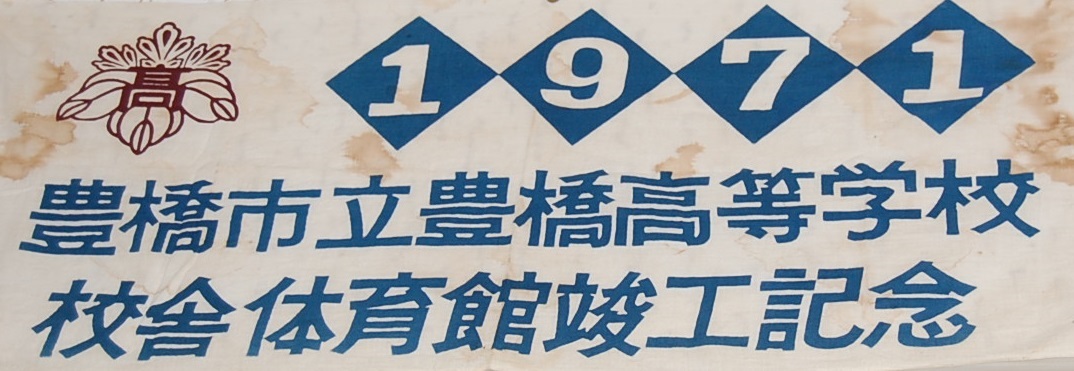 高
1971
豊橋市立豊橋高等学校
校舎体育館竣工記念